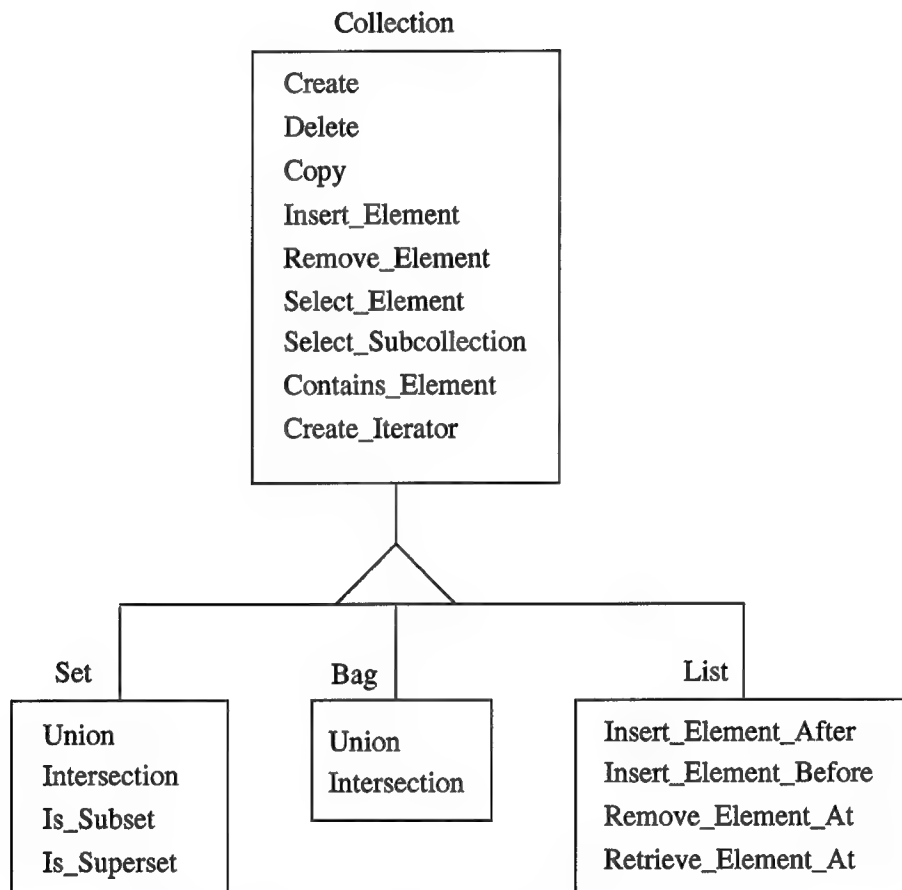 Collection
Create
Delete
Copy
Insert_Element
Remove_Element
Select_Element
Select_Subcollection
Contains_Element
Create_Iterator
Set
Union
Intersection
Is_Subset
Is_Superset
Bag
Union
Intersection
List
Insert_Element_After
Insert_Element_Before
Remove_Element_At
Retrieve_Element_At